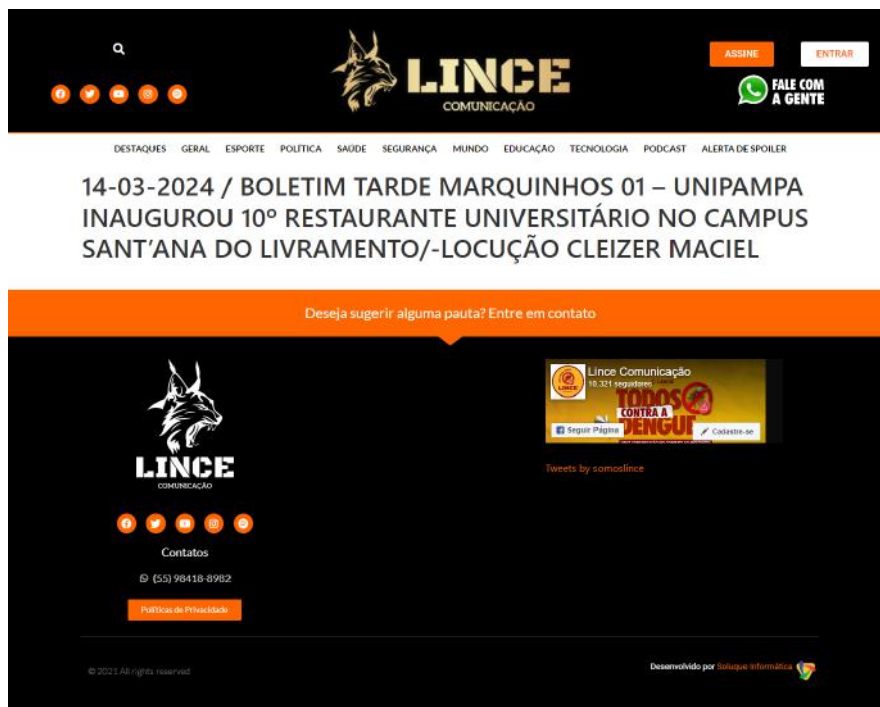 LINCE
COMUNICAÇÃO
ASSINE
ENTRAR
FALE COM
A GENTE
DESTAQUES GERAL ESPORTE POLÍTICA SAÚDE SEGURANÇA MUNDO EDUCAÇÃO TECNOLOGIA PODCAST ALERTA DE SPOILER
14-03-2024 / BOLETIM TARDE MARQUINHOS 01 – UNIPAMPA
INAUGUROU 10º RESTAURANTE UNIVERSITÁRIO NO CAMPUS
SANT’ANA DO LIVRAMENTO/-LOCUÇÃO CLEIZER MACIEL
Deseja sugerir alguma pauta? Entre em contato
LINCE
COMUNICAÇÃO
Contatos
(55) 98418-8982
Políticas de Privacidade
Lince Comunicação
10.321 seguidores
LINCE
TODOS
CONTRA A
DENGUE
Seguir Página
Cadastre-se
Tweets by somoslince
© 2021 All rights reserved
Desenvolvido por Soluque Informática